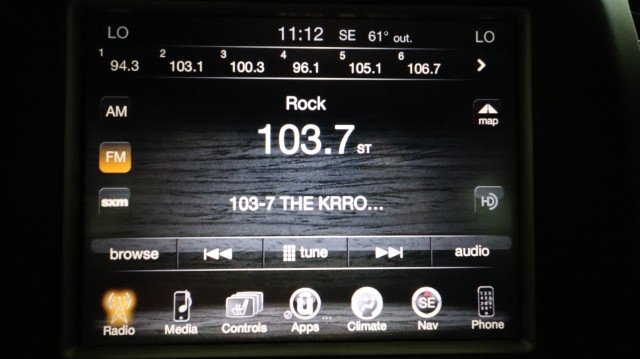 LO 11:12 SE 61° out. LO
1 94.3 2 103.1 3 100.3 4 96.1 5 105.1 6 106.7
Rock
AM
map
103.7 ST
FM
sxm
103-7 THE KRRO...
HD
browse tune audio
Radio Media Controls Apps ... Climate SE Nav Phone